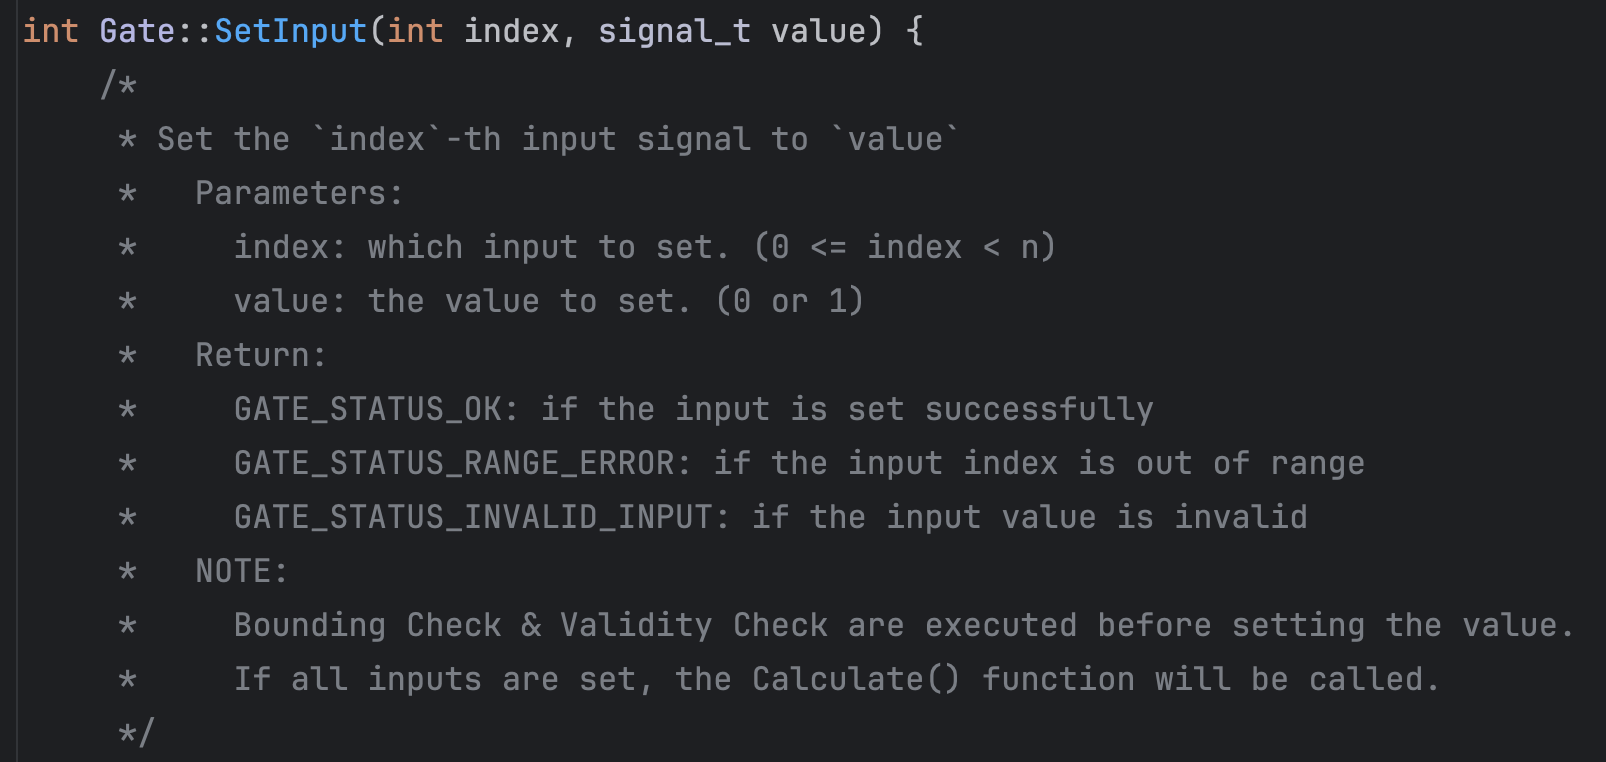 int Gate::SetInput(int index, signal_t value) {
/*
* Set the `index`-th input signal to `value`
* Parameters:
* index: which input to set. (0 <= index < n)
* value: the value to set. (0 or 1)
* Return:
* GATE_STATUS_OK: if the input is set successfully
* GATE_STATUS_RANGE_ERROR: if the input index is out of range
* GATE_STATUS_INVALID_INPUT: if the input value is invalid
* NOTE:
* Bounding Check & Validity Check are executed before setting the value.
* If all inputs are set, the Calculate() function will be called.
*/